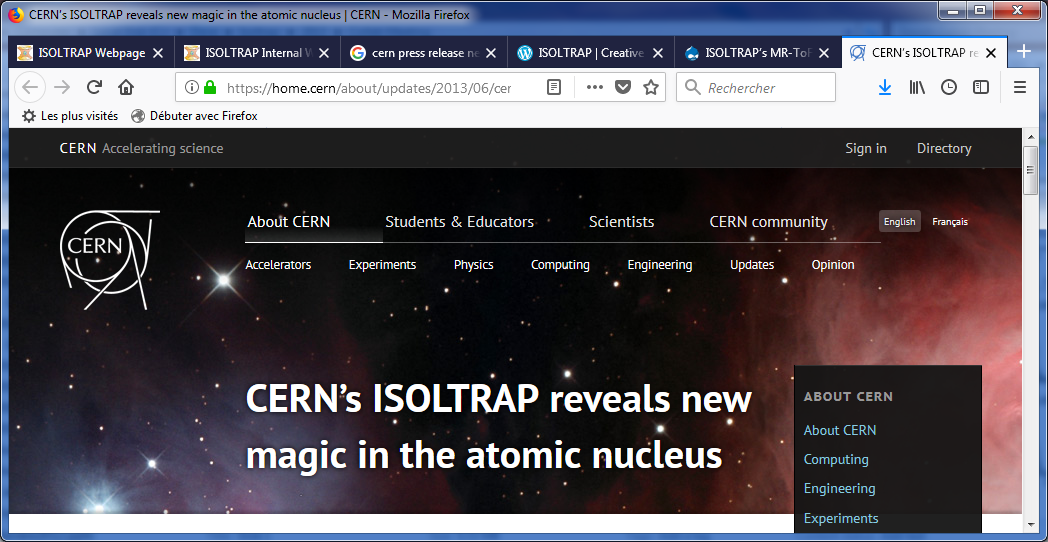 CERN's ISOLTRAP reveals new magic in the atomic nucleus | CERN - Mozilla Firefox
ISOLTRAP Webpage
ISOLTRAP Internal W
cern press release ne
ISOLTRAP | Creative
ISOLTRAP's MR-ToF
CERN's ISOLTRAP re
https://home.cern/about/updates/2013/06/cer
Rechercher
Les plus visités
Débuter avec Firefox
CERN Accelerating science
Sign in
Directory
CERN
About CERN
Students & Educators
Scientists
CERN community
English
Français
Accelerators
Experiments
Physics
Computing
Engineering
Updates
Opinion
CERN's ISOLTRAP reveals new
magic in the atomic nucleus
ABOUT CERN
About CERN
Computing
Engineering
Experiments